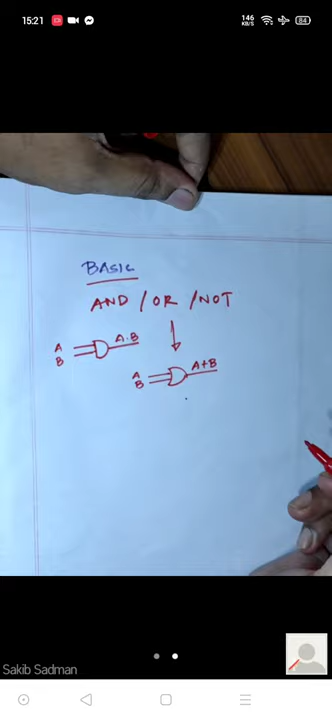 15:21
146
KB/S
84
BASIC
AND / OR / NOT
A
B
A.B
A
B
A+B
Sakib Sadman